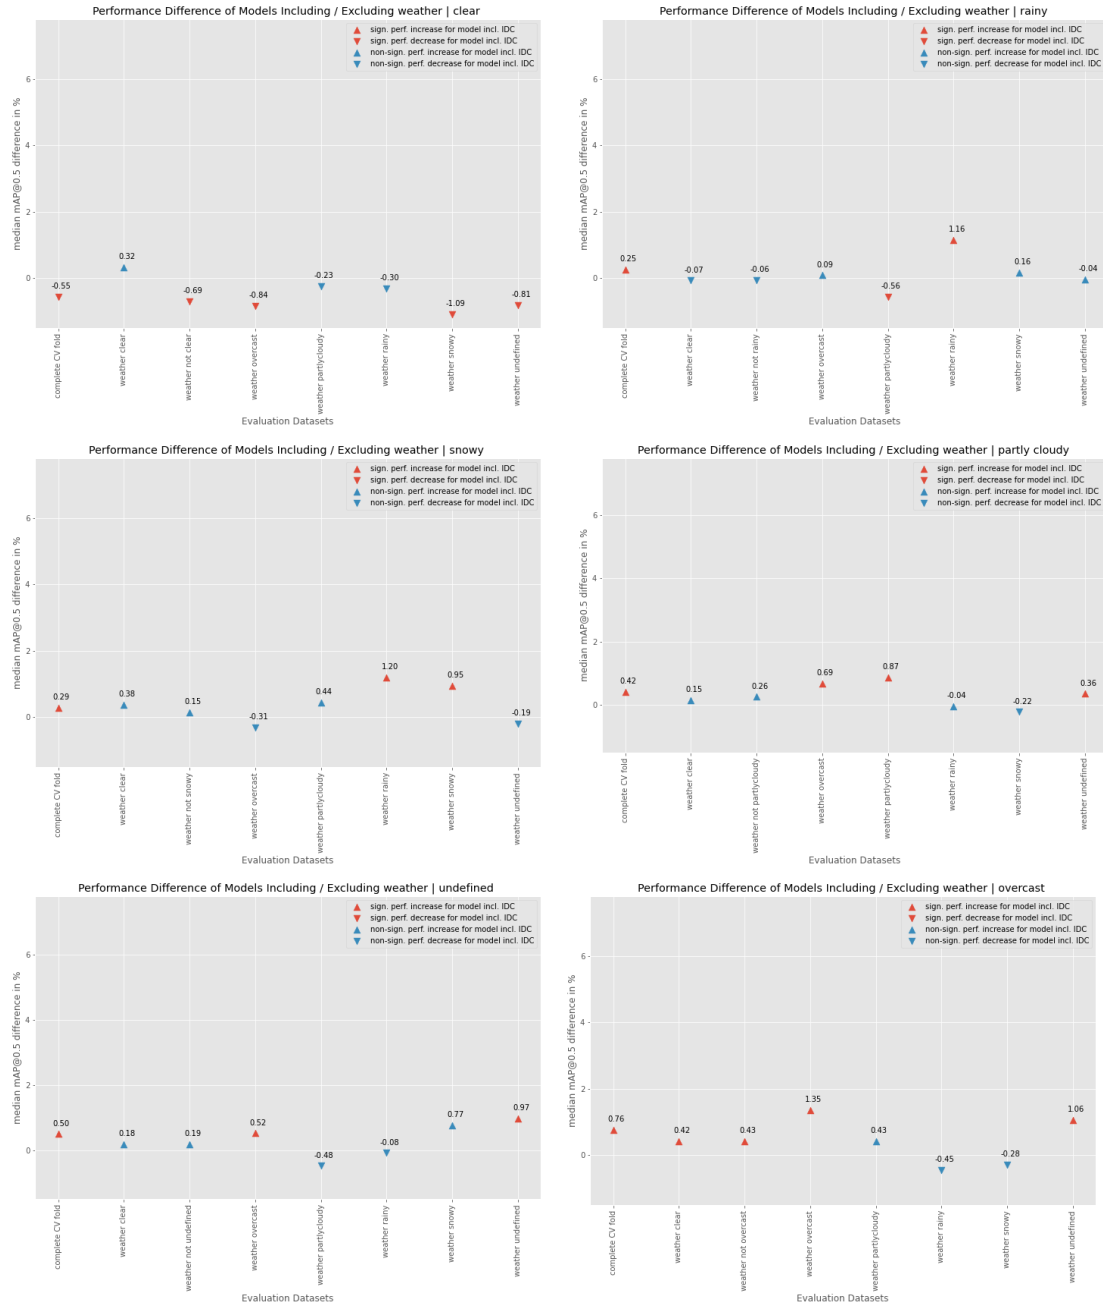 Performance Difference of Models Including / Excluding weather | clear
sign. perf. increase for model incl. IDC
sign. perf. decrease for model incl. IDC
non-sign. perf. increase for model incl. IDC
non-sign. perf. decrease for model incl. IDC
median mAP@0.5 difference in %
6
4
2
0
-0.55
0.32
-0.69
-0.84
-0.23
-0.30
-1.09
-0.81
complete CV fold
weather clear
weather not clear
weather overcast
weather partlycloudy
weather rainy
weather snowy
weather undefined
Evaluation Datasets
Performance Difference of Models Including / Excluding weather | rainy
sign. perf. increase for model incl. IDC
sign. perf. decrease for model incl. IDC
non-sign. perf. increase for model incl. IDC
non-sign. perf. decrease for model incl. IDC
median mAP@0.5 difference in %
6
4
2
0
0.25
-0.07
-0.06
0.09
-0.56
1.16
0.16
-0.04
complete CV fold
weather clear
weather not rainy
weather overcast
weather partlycloudy
weather rainy
weather snowy
weather undefined
Evaluation Datasets
Performance Difference of Models Including / Excluding weather | snowy
sign. perf. increase for model incl. IDC
sign. perf. decrease for model incl. IDC
non-sign. perf. increase for model incl. IDC
non-sign. perf. decrease for model incl. IDC
median mAP@0.5 difference in %
6
4
2
0
0.29
0.38
0.15
-0.31
0.44
1.20
0.95
-0.19
complete CV fold
weather clear
weather not snowy
weather overcast
weather partlycloudy
weather rainy
weather snowy
weather undefined
Evaluation Datasets
Performance Difference of Models Including / Excluding weather | partly cloudy
sign. perf. increase for model incl. IDC
sign. perf. decrease for model incl. IDC
non-sign. perf. increase for model incl. IDC
non-sign. perf. decrease for model incl. IDC
median mAP@0.5 difference in %
6
4
2
0
0.42
0.15
0.26
0.69
0.87
-0.04
-0.22
0.36
complete CV fold
weather clear
weather not partlycloudy
weather overcast
weather partlycloudy
weather rainy
weather snowy
weather undefined
Evaluation Datasets
Performance Difference of Models Including / Excluding weather | undefined
sign. perf. increase for model incl. IDC
sign. perf. decrease for model incl. IDC
non-sign. perf. increase for model incl. IDC
non-sign. perf. decrease for model incl. IDC
median mAP@0.5 difference in %
6
4
2
0
0.50
0.18
0.19
0.52
-0.48
-0.08
0.77
0.97
complete CV fold
weather clear
weather not undefined
weather overcast
weather partlycloudy
weather rainy
weather snowy
weather undefined
Evaluation Datasets
Performance Difference of Models Including / Excluding weather | overcast
sign. perf. increase for model incl. IDC
sign. perf. decrease for model incl. IDC
non-sign. perf. increase for model incl. IDC
non-sign. perf. decrease for model incl. IDC
median mAP@0.5 difference in %
6
4
2
0
0.76
0.42
0.43
1.35
0.43
-0.45
-0.28
1.06
complete CV fold
weather clear
weather not overcast
weather overcast
weather partlycloudy
weather rainy
weather snowy
weather undefined
Evaluation Datasets